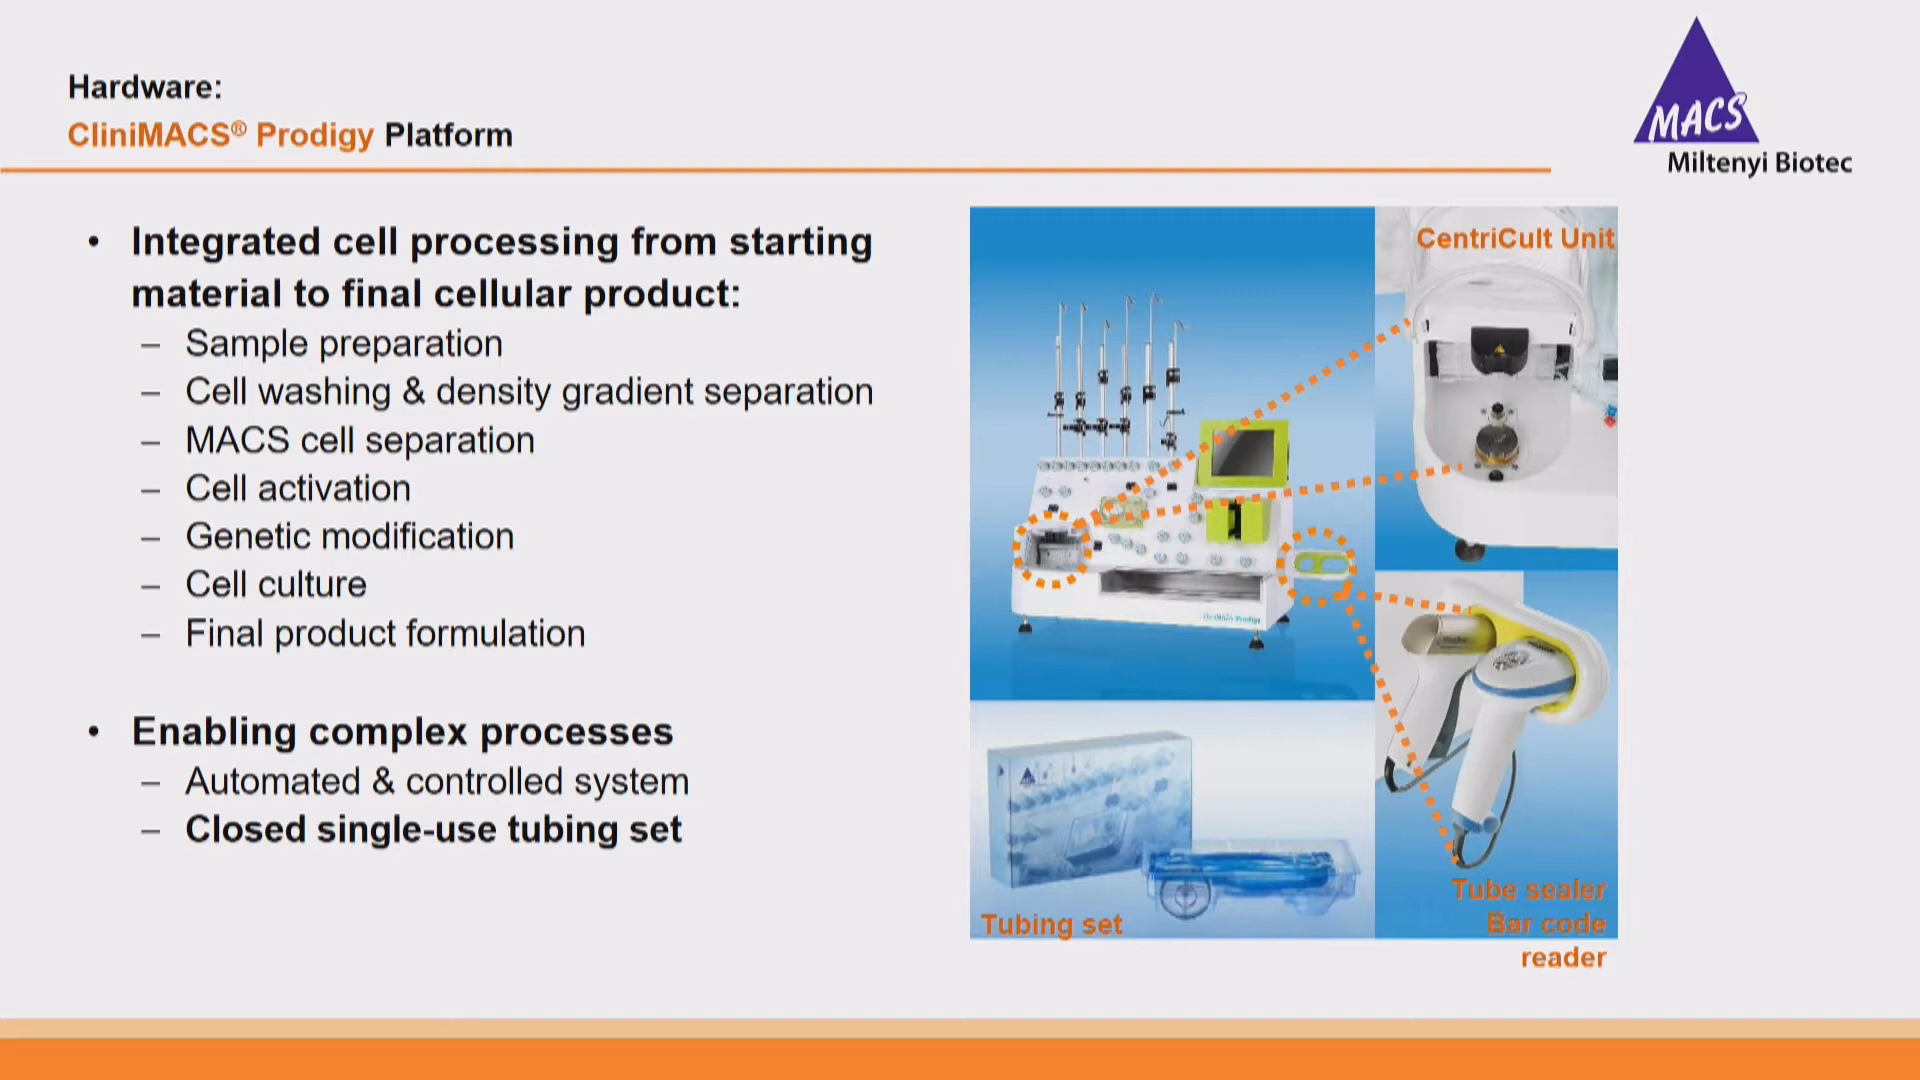 Hardware:
CliniMACS® Prodigy Platform
MACS
Miltenyi Biotec
• Integrated cell processing from starting
material to final cellular product:
– Sample preparation
– Cell washing & density gradient separation
– MACS cell separation
– Cell activation
– Genetic modification
– Cell culture
– Final product formulation
• Enabling complex processes
– Automated & controlled system
– Closed single-use tubing set
CentriCult Unit
CliniMACS Prodigy
Tubing set
Tube sealer
Bar code
reader